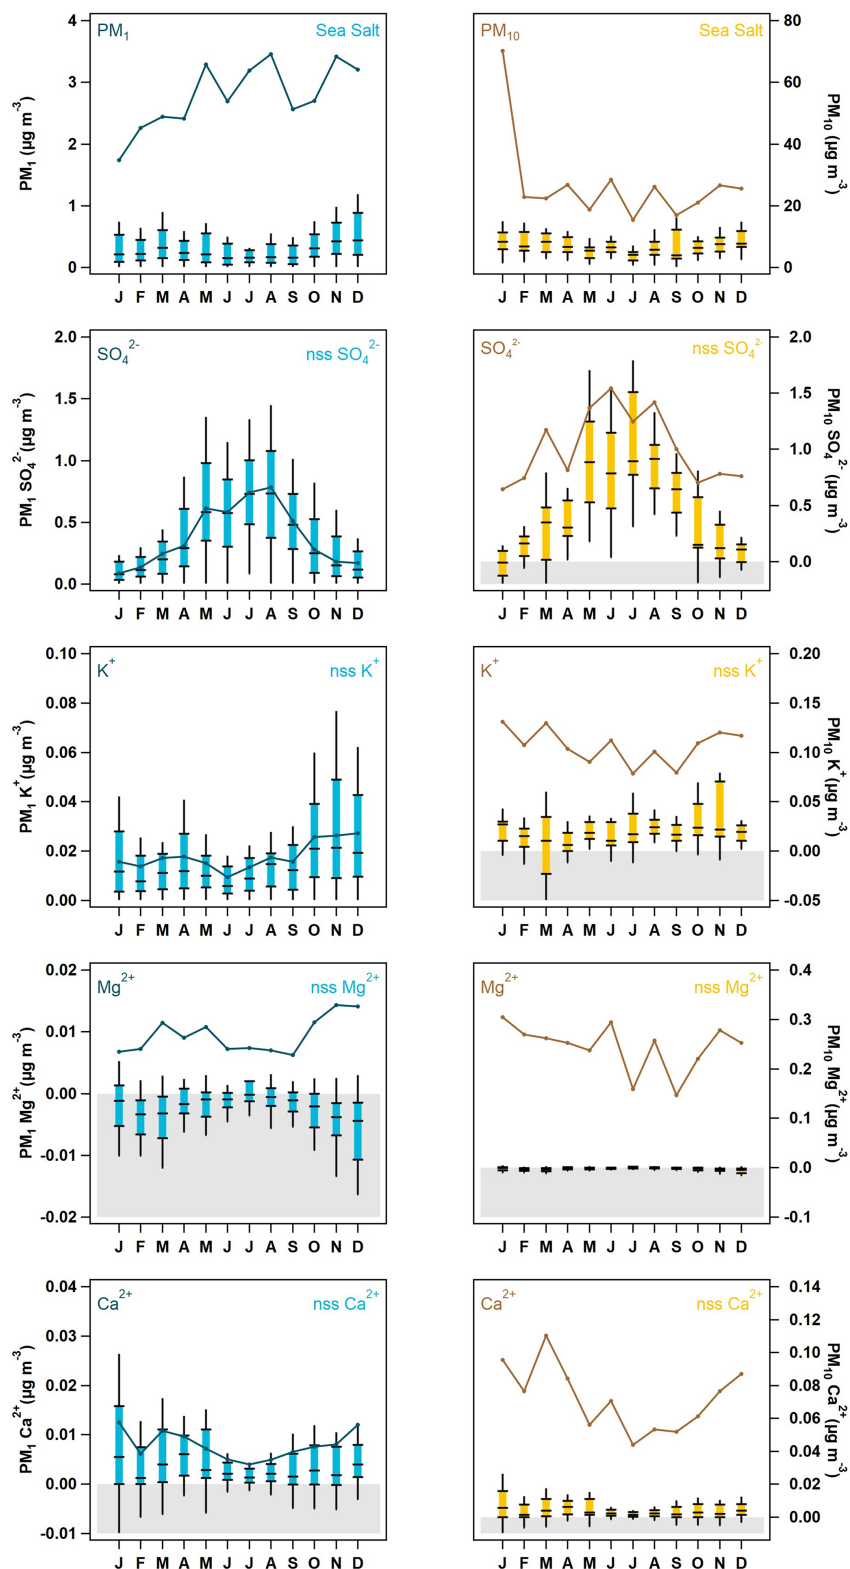 PM₁ Sea Salt
4
3
2
1
0
PM₁ (µg m⁻³)
J F M A M J J A S O N D
PM₁₀ Sea Salt
80
60
40
20
0
PM₁₀ (µg m⁻³)
J F M A M J J A S O N D
SO₄²⁻ nss SO₄²⁻
2.0
1.5
1.0
0.5
0.0
PM₁ SO₄²⁻(µg m⁻³)
J F M A M J J A S O N D
SO₄²⁻ nss SO₄²⁻
2.0
1.5
1.0
0.5
0.0
PM₁₀ SO₄²⁻ (µg m⁻³)
J F M A M J J A S O N D
K⁺ nss K⁺
0.10
0.08
0.06
0.04
0.02
0.00
PM₁ K⁺(µg m⁻³)
J F M A M J J A S O N D
K⁺ nss K⁺
0.20
0.15
0.10
0.05
0.00
-0.05
PM₁₀ K⁺ (µg m⁻³)
J F M A M J J A S O N D
Mg²⁺ nss Mg²⁺
0.02
0.01
0.00
-0.01
-0.02
PM₁ Mg²⁺(µg m⁻³)
J F M A M J J A S O N D
Mg²⁺ nss Mg²⁺
0.4
0.3
0.2
0.1
0.0
-0.1
PM₁₀ Mg²⁺ (µg m⁻³)
J F M A M J J A S O N D
Ca²⁺ nss Ca²⁺
0.04
0.03
0.02
0.01
0.00
-0.01
PM₁ Ca²⁺(µg m⁻³)
J F M A M J J A S O N D
Ca²⁺ nss Ca²⁺
0.14
0.12
0.10
0.08
0.06
0.04
0.02
0.00
PM₁₀ Ca²⁺ (µg m⁻³)
J F M A M J J A S O N D